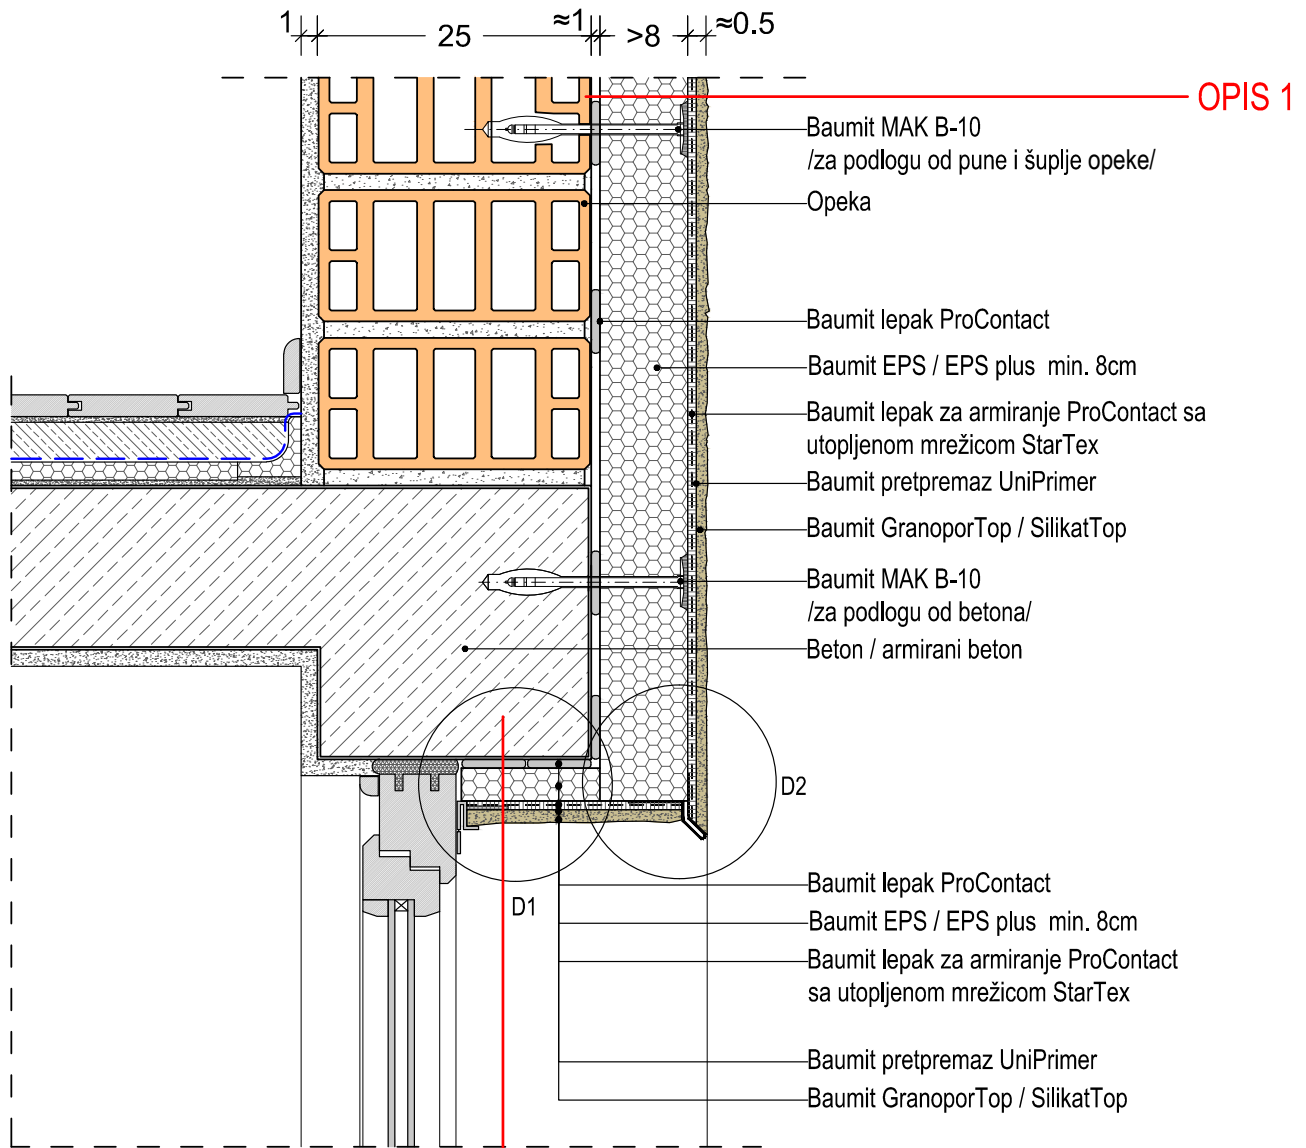 1
25
≈1
>8
≈0.5
OPIS 1
Baumit MAK B-10
/za podlogu od pune i šuplje opeke/
Opeka
Baumit lepak ProContact
Baumit EPS / EPS plus min. 8cm
Baumit lepak za armiranje ProContact sa
utopljenom mrežicom StarTex
Baumit pretpremaz UniPrimer
Baumit GranoporTop / SilikatTop
Baumit MAK B-10
/za podlogu od betona/
Beton / armirani beton
D2
D1
Baumit lepak ProContact
Baumit EPS / EPS plus min. 8cm
Baumit lepak za armiranje ProContact
sa utopljenom mrežicom StarTex
Baumit pretpremaz UniPrimer
Baumit GranoporTop / SilikatTop